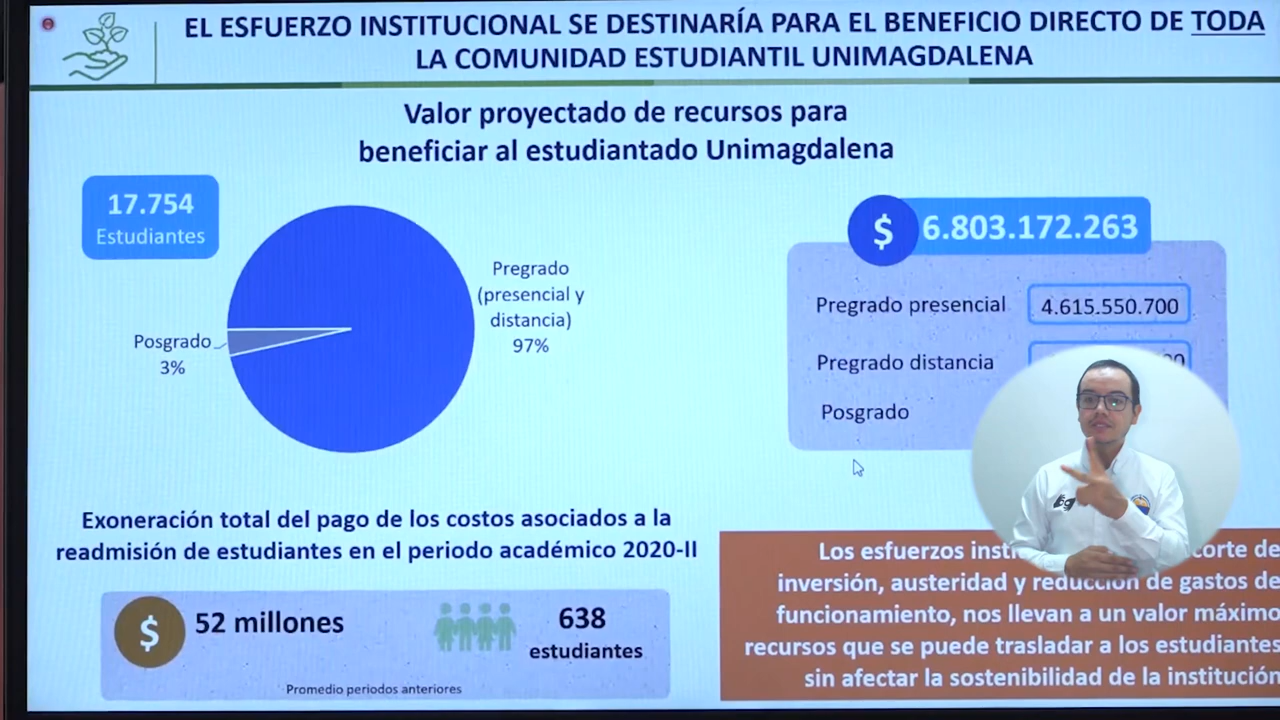 EL ESFUERZO INSTITUCIONAL SE DESTINARÍA PARA EL BENEFICIO DIRECTO DE TODA
LA COMUNIDAD ESTUDIANTIL UNIMAGDALENA
Valor proyectado de recursos para
beneficiar al estudiantado Unimagdalena
17.754
Estudiantes
Pregrado
(presencial y
distancia)
97%
Posgrado
3%
$ 6.803.172.263
Pregrado presencial 4.615.550.700
Pregrado distancia
Posgrado
Exoneración total del pago de los costos asociados a la
readmisión de estudiantes en el periodo académico 2020-II
$ 52 millones
638
estudiantes
Promedio periodos anteriores
Los esfuerzos corte de
inversión, austeridad y reducción de gastos de
funcionamiento, nos llevan a un valor máximo
recursos que se puede trasladar a los estudiantes
sin afectar la sostenibilidad de la institución